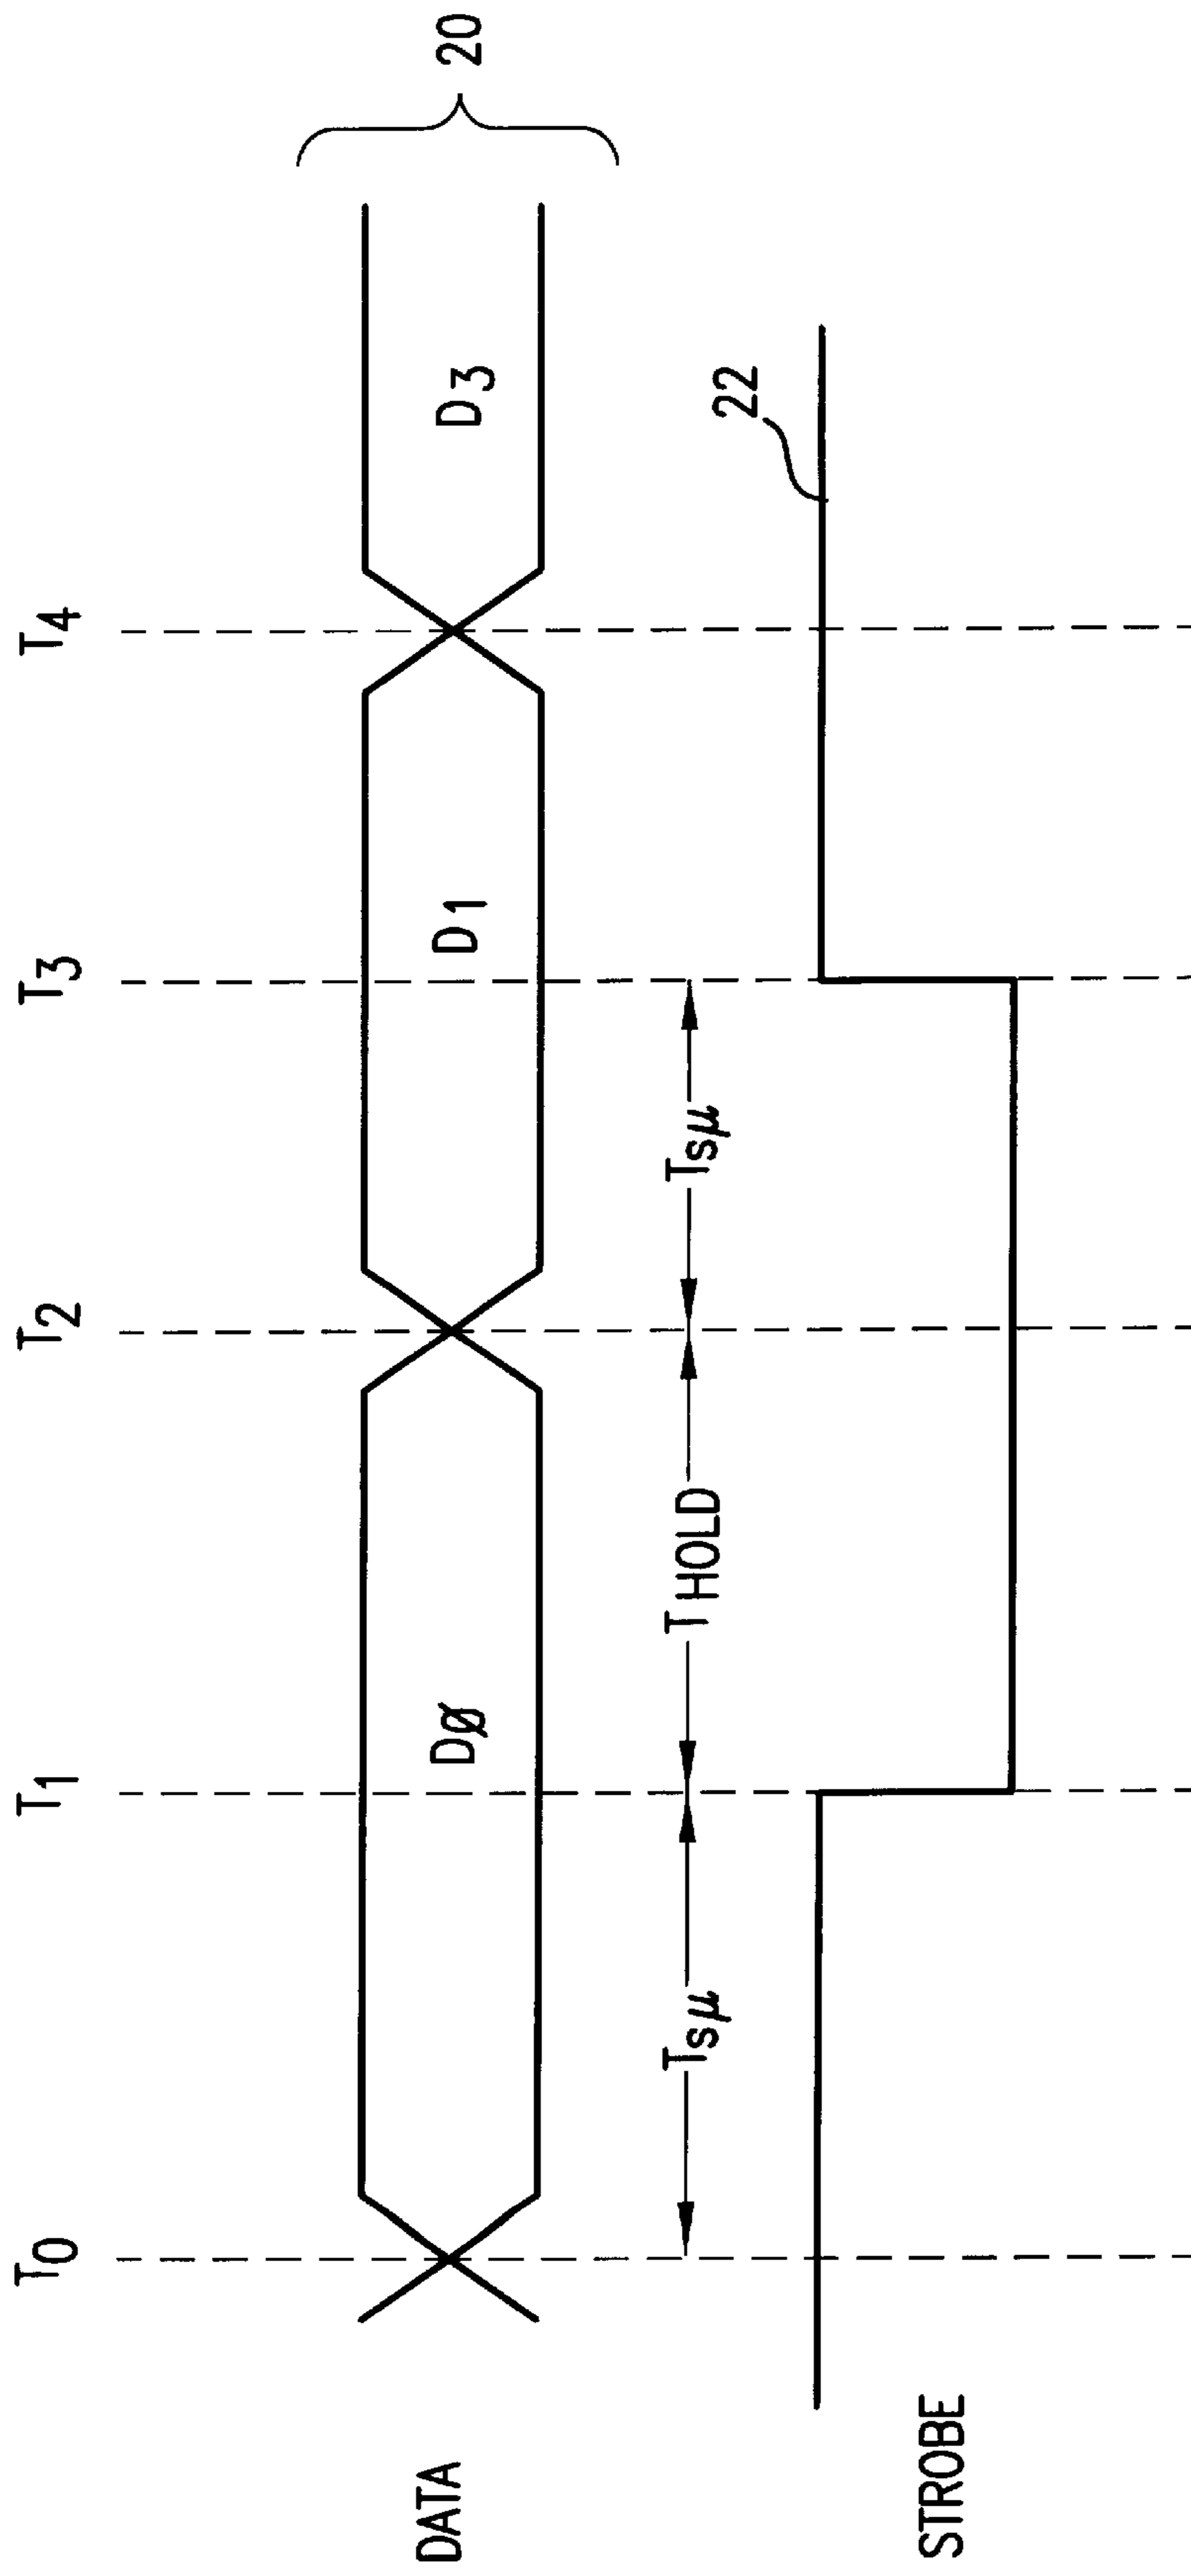 T0 T1 T2 T3 T4
DATA DØ D1 D3 20
Tsμ THOLD Tsμ
22
STROBE